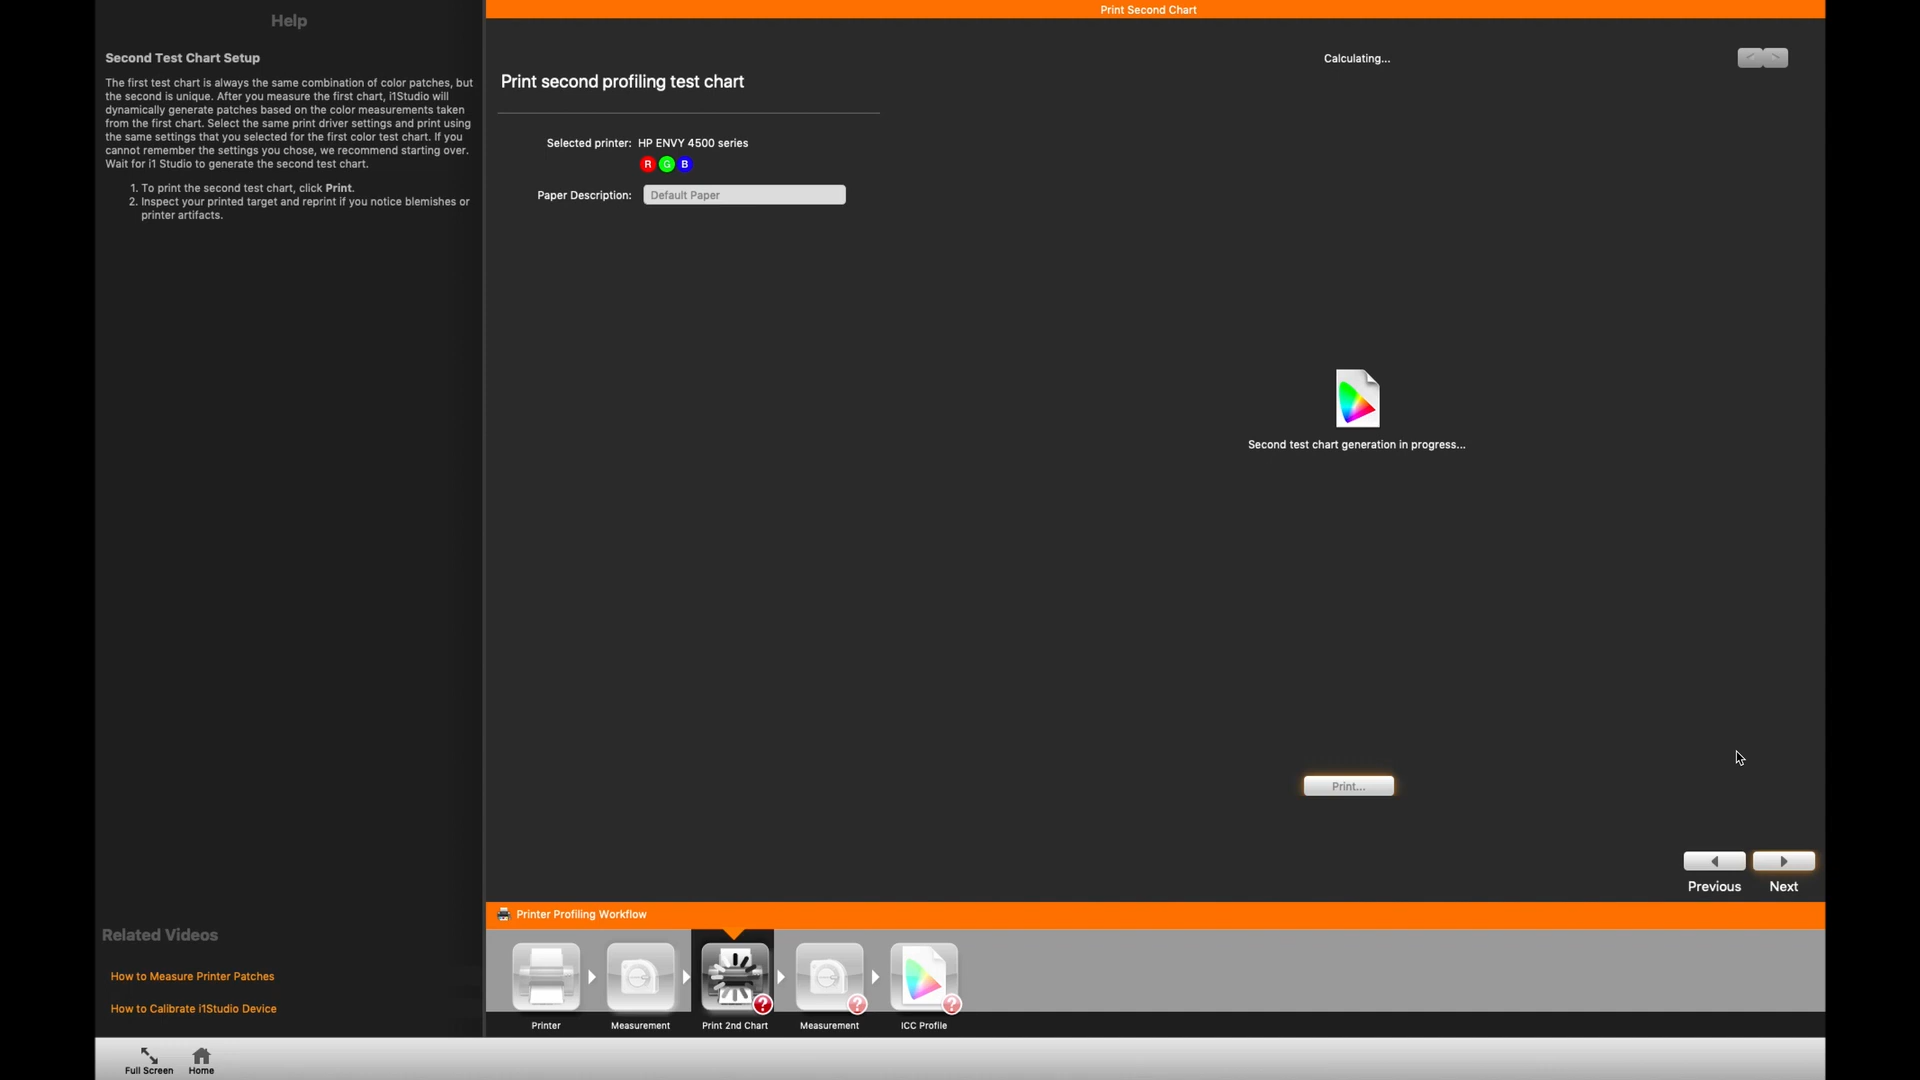 Help
Second Test Chart Setup
The first test chart is always the same combination of color patches, but
the second is unique. After you measure the first chart, i1Studio will
dynamically generate patches based on the color measurements taken
from the first chart. Select the same print driver settings and print using
the same settings that you selected for the first color test chart. If you
cannot remember the settings you chose, we recommend starting over.
Wait for i1 Studio to generate the second test chart.
1. To print the second test chart, click Print.
2. Inspect your printed target and reprint if you notice blemishes or
printer artifacts.
Related Videos
How to Measure Printer Patches
How to Calibrate i1Studio Device
Print Second Chart
Print second profiling test chart
Selected printer: HP ENVY 4500 series
R G B
Paper Description: Default Paper
Calculating...
Second test chart generation in progress...
Print...
Previous Next
Printer Profiling Workflow
? ? ?
Printer Measurement Print 2nd Chart Measurement ICC Profile
Full Screen Home